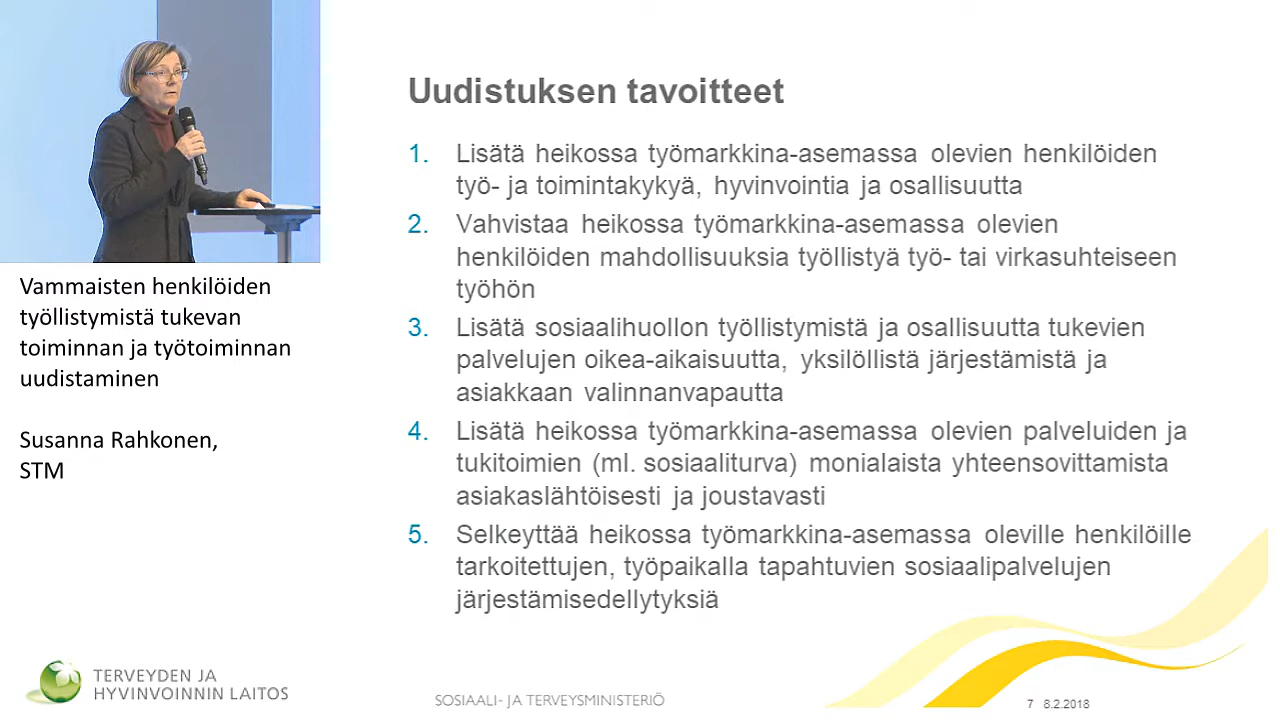 Vammaisten henkilöiden
työllistymistä tukevan
toiminnan ja työtoiminnan
uudistaminen
Susanna Rahkonen,
STM
Uudistuksen tavoitteet
1. Lisätä heikossa työmarkkina-asemassa olevien henkilöiden
työ- ja toimintakykyä, hyvinvointia ja osallisuutta
2. Vahvistaa heikossa työmarkkina-asemassa olevien
henkilöiden mahdollisuuksia työllistyä työ- tai virkasuhteiseen
työhön
3. Lisätä sosiaalihuollon työllistymistä ja osallisuutta tukevien
palvelujen oikea-aikaisuutta, yksilöllistä järjestämistä ja
asiakkaan valinnanvapautta
4. Lisätä heikossa työmarkkina-asemassa olevien palveluiden ja
tukitoimien (ml. sosiaaliturva) monialaista yhteensovittamista
asiakaslähtöisesti ja joustavasti
5. Selkeyttää heikossa työmarkkina-asemassa oleville henkilöille
tarkoitettujen, työpaikalla tapahtuvien sosiaalipalvelujen
järjestämisedellytyksiä
TERVEYDEN JA
HYVINVOINNIN LAITOS
SOSIAALI- JA TERVEYSMINISTERIÖ
7 8.2.2018